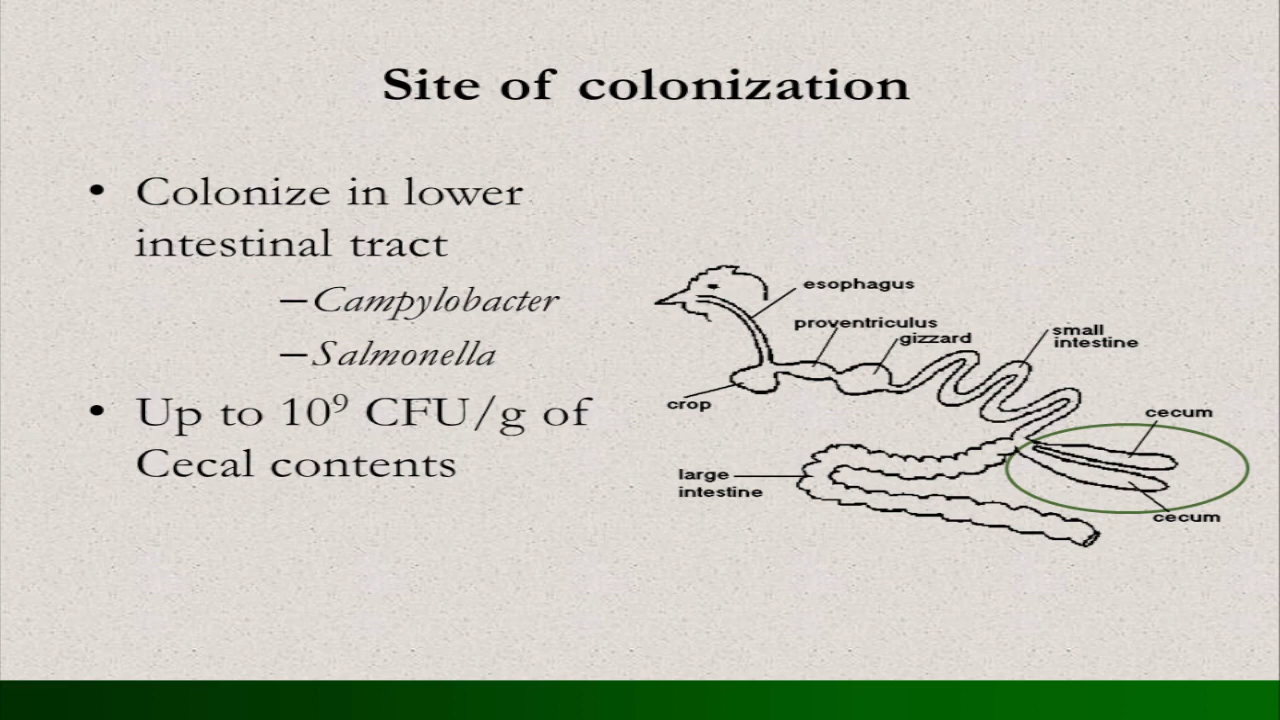 Site of colonization
• Colonize in lower
intestinal tract
–Campylobacter
–Salmonella
• Up to 10⁹ CFU/g of
Cecal contents
esophagus
proventriculus
gizzard
small
intestine
crop
cecum
large
intestine
cecum